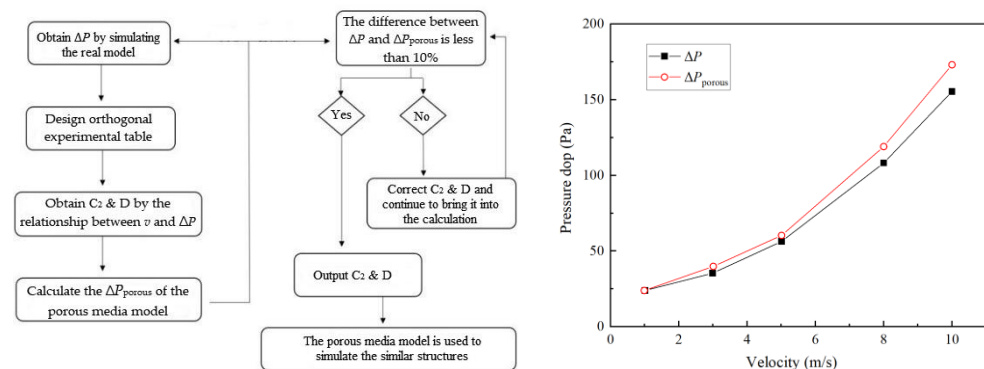 Obtain ΔP by simulating
the real model
Design orthogonal
experimental table
Obtain C2 & D by the
relationship between v and ΔP
Calculate the ΔPporous of the
porous media model
The difference between
ΔP and ΔPporous is less
than 10%
Yes
No
Correct C2 & D and
continue to bring it into
the calculation
Output C2 & D
The porous media model is used to
simulate the similar structures
ΔP
ΔPporous
Pressure dop (Pa)
200
150
100
50
0
0 2 4 6 8 10
Velocity (m/s)